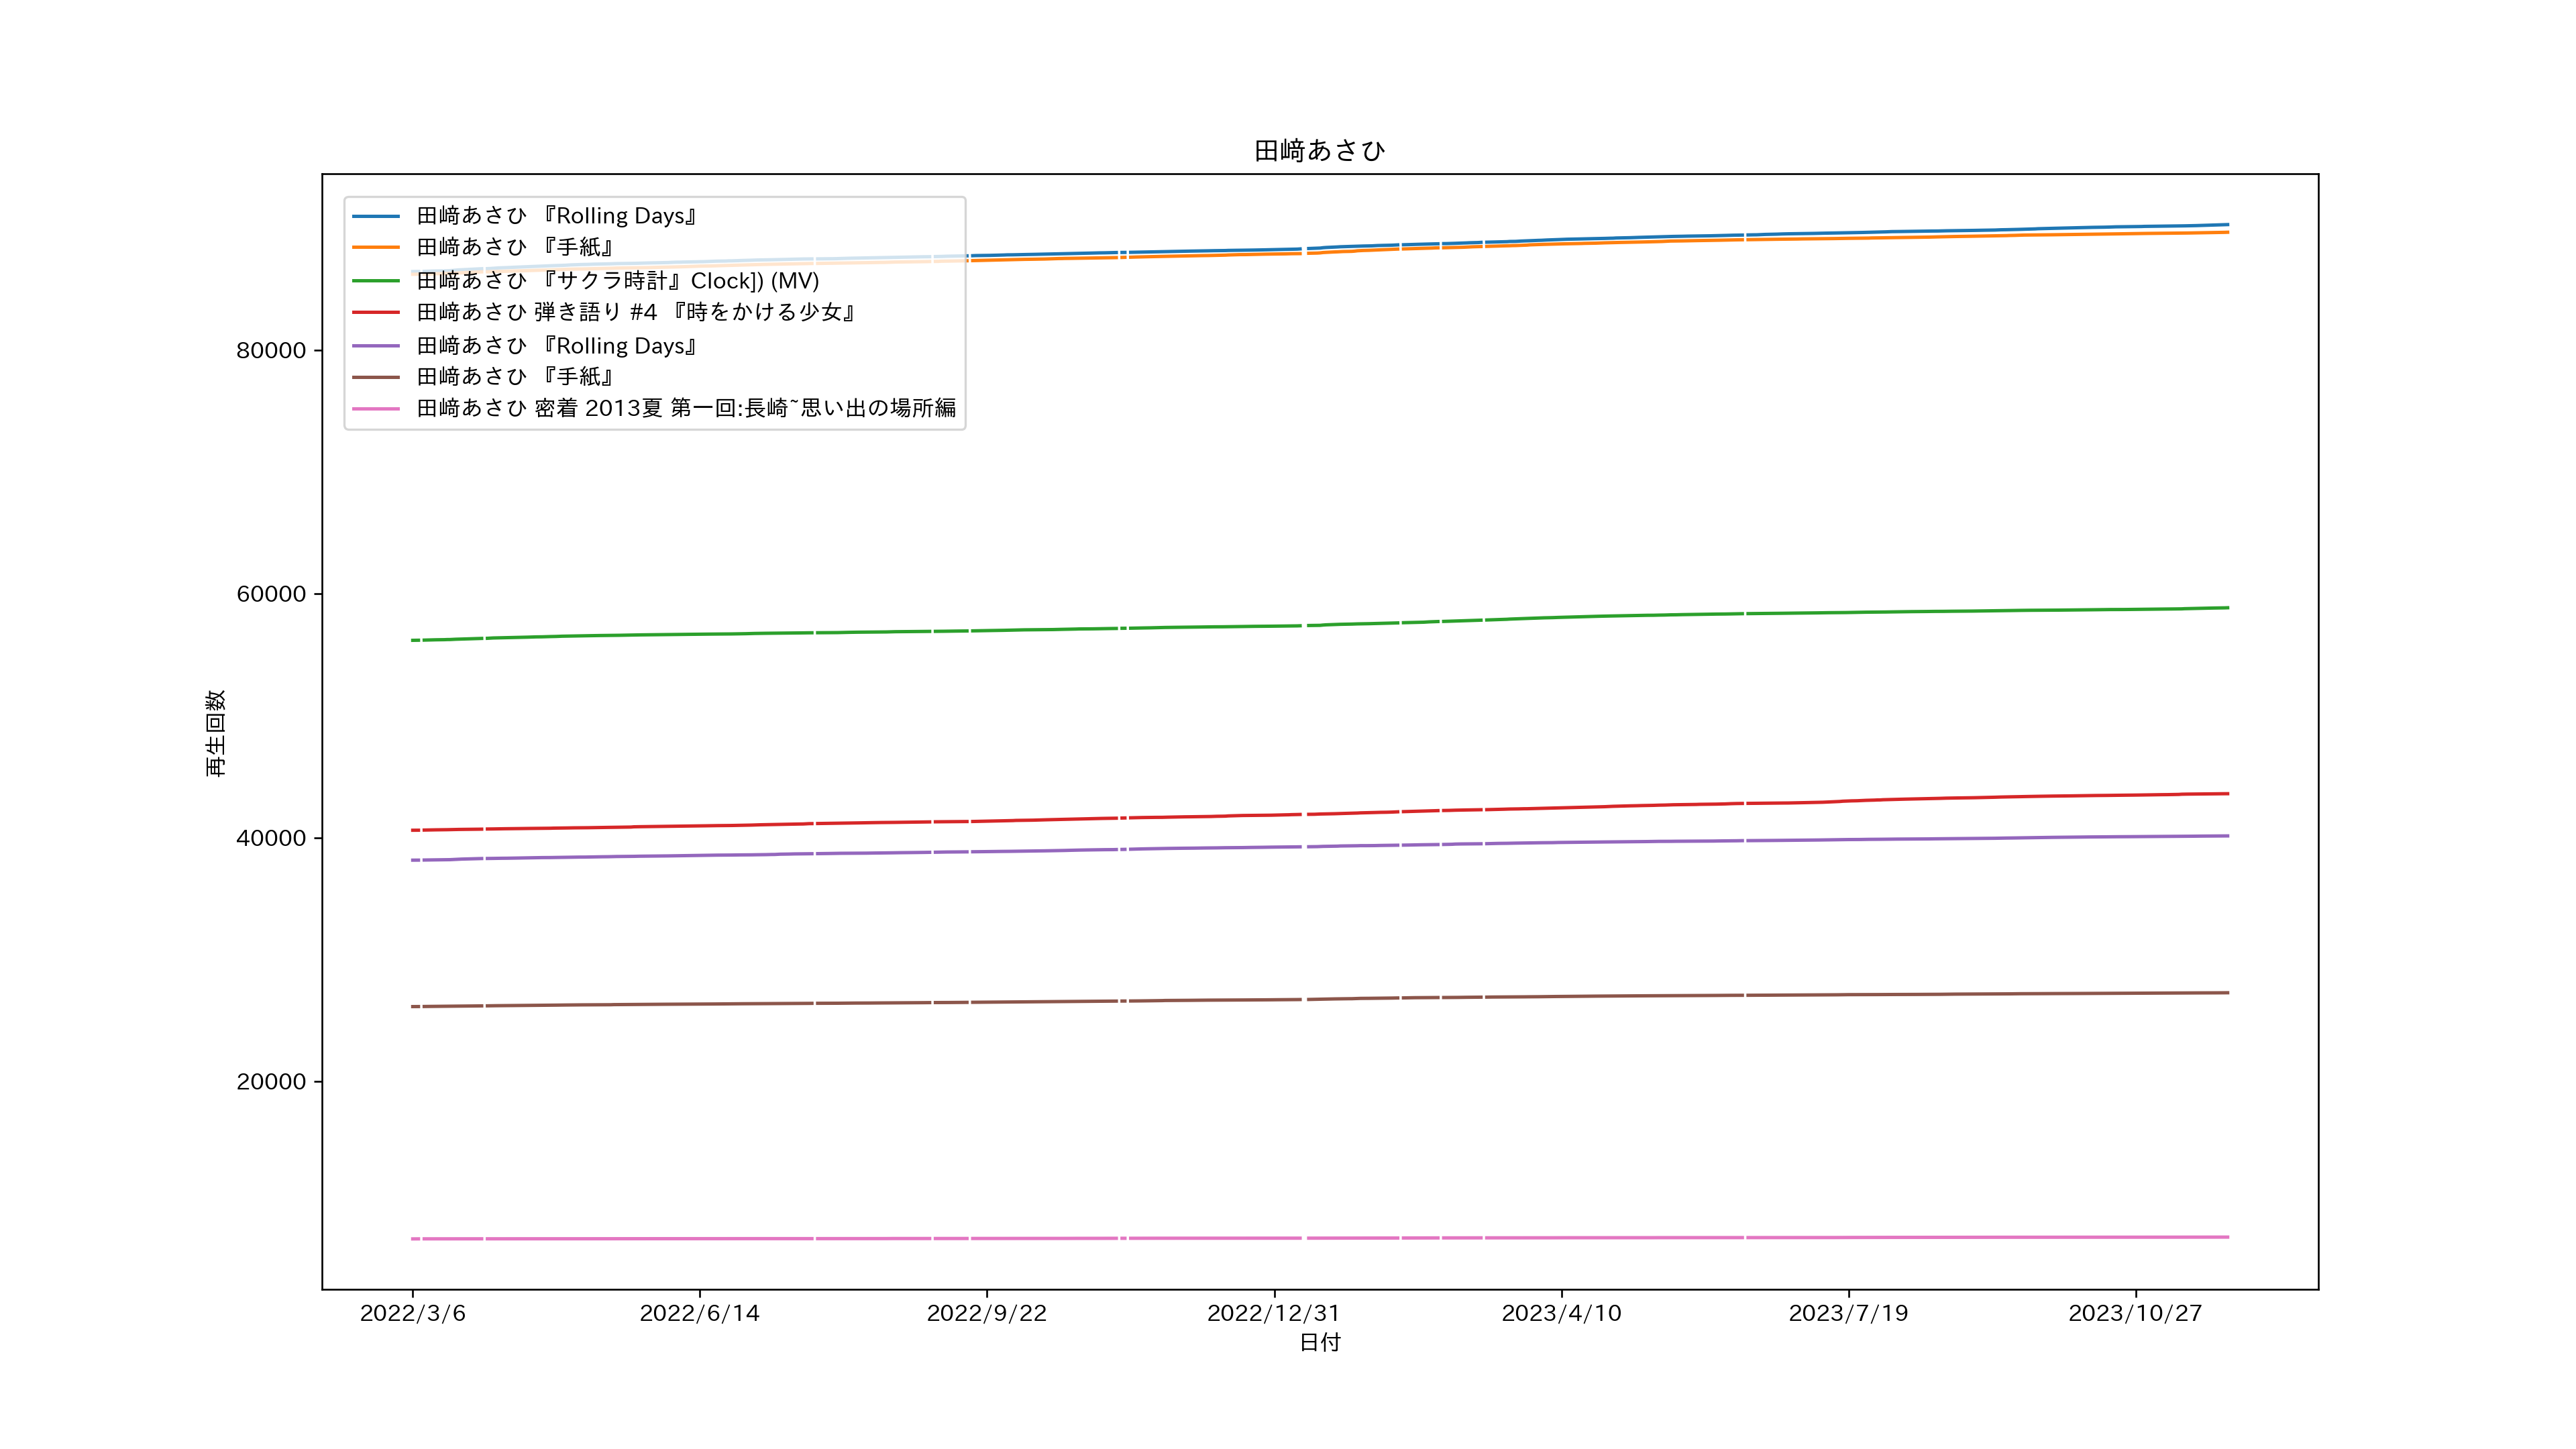 田﨑あさひ
田﨑あさひ 『Rolling Days』
田﨑あさひ 『手紙』
田﨑あさひ 『サクラ時計』Clock]) (MV)
田﨑あさひ 弾き語り #4 『時をかける少女』
田﨑あさひ 『Rolling Days』
田﨑あさひ 『手紙』
田﨑あさひ 密着 2013夏 第一回:長崎~思い出の場所編
再生回数
80000
60000
40000
20000
2022/3/6
2022/6/14
2022/9/22
2022/12/31
2023/4/10
2023/7/19
2023/10/27
日付